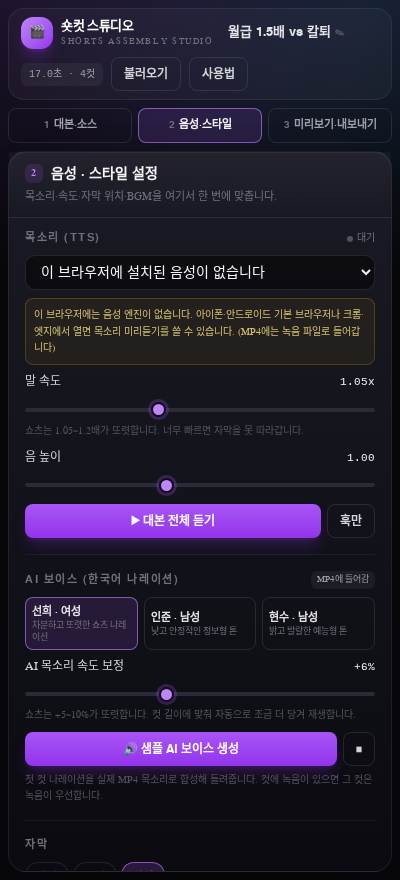 숏컷 스튜디오
SHORTS ASSEMBLY STUDIO
월급 1.5배 vs 칼퇴
17.0초 · 4컷
불러오기
사용법
1 대본·소스
2 음성·스타일
3 미리보기·내보내기
2 음성 · 스타일 설정
목소리·속도·자막 위치·BGM을 여기서 한 번에 맞춥니다.
목소리 (TTS)
대기
이 브라우저에 설치된 음성이 없습니다
이 브라우저에는 음성 엔진이 없습니다. 아이폰·안드로이드 기본 브라우저나 크롬·
엣지에서 열면 목소리 미리듣기를 쓸 수 있습니다. (MP4에는 녹음 파일로 들어갑
니다)
말 속도
1.05x
쇼츠는 1.05~1.2배가 또렷합니다. 너무 빠르면 자막을 못 따라갑니다.
음 높이
1.00
▶ 대본 전체 듣기
훅만
AI 보이스 (한국어 나레이션)
MP4에 들어감
선희 · 여성
차분하고 또렷한 쇼츠 나레
이션
인준 · 남성
낮고 안정적인 정보형 톤
현수 · 남성
밝고 발랄한 예능형 톤
AI 목소리 속도 보정
+6%
쇼츠는 +5~10%가 또렷합니다. 컷 길이에 맞춰 자동으로 조금 더 당겨 재생합니다.
🔊 샘플 AI 보이스 생성
■
첫 컷 나레이션을 실제 MP4 목소리로 합성해 들려줍니다. 컷에 녹음이 있으면 그 컷은
녹음이 우선합니다.
자막